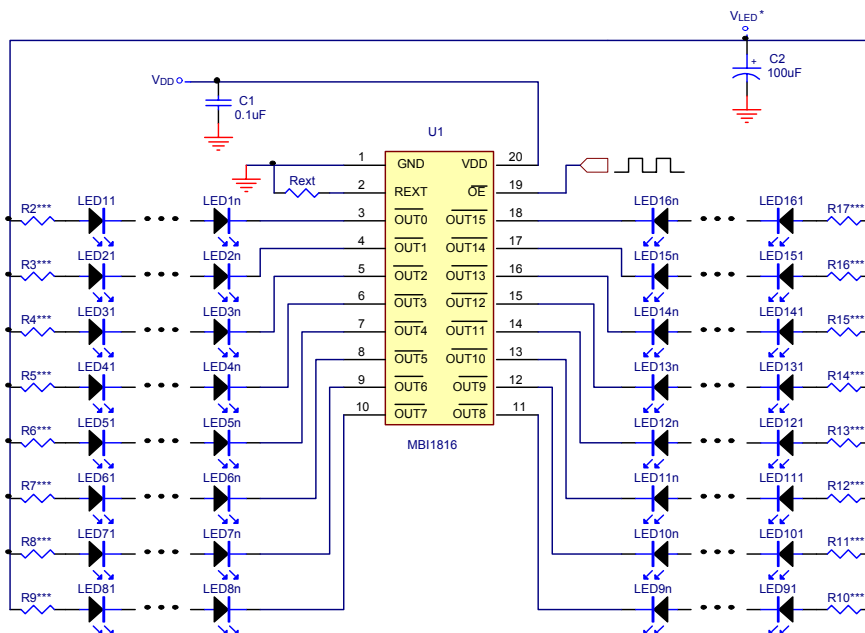 VLED*
C2
100uF
VDD
C1
0.1uF
U1
1 GND VDD 20
Rext 2 REXT OE 19
R2*** LED11 LED1n 3 OUT0 OUT15 18 LED16n LED161 R17***
4 OUT1 OUT14 17
R3*** LED21 LED2n 5 OUT2 OUT13 16 LED15n LED151 R16***
6 OUT3 OUT12 15
R4*** LED31 LED3n 7 OUT4 OUT11 14 LED14n LED141 R15***
8 OUT5 OUT10 13
R5*** LED41 LED4n 9 OUT6 OUT9 12 LED13n LED131 R14***
10 OUT7 OUT8 11
R6*** LED51 LED5n MBI1816 LED12n LED121 R13***
R7*** LED61 LED6n LED11n LED111 R12***
R8*** LED71 LED7n LED10n LED101 R11***
R9*** LED81 LED8n LED9n LED91 R10***